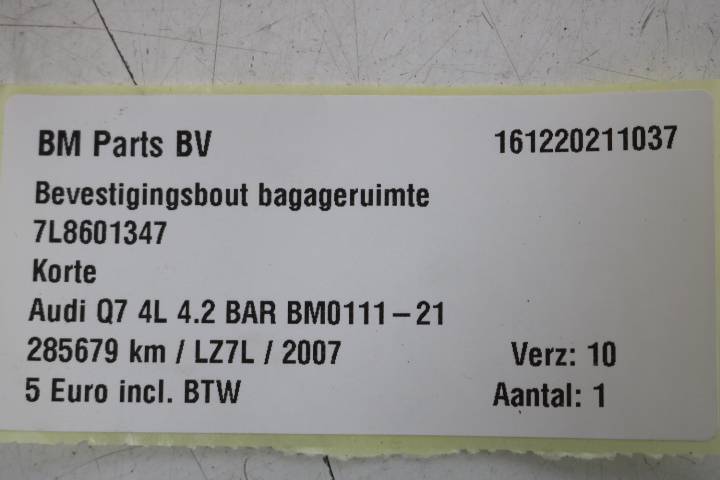 BM Parts BV 161220211037
Bevestigingsbout bagageruimte
7L8601347
Korte
Audi Q7 4L 4.2 BAR BM0111-21
285679 km / LZ7L / 2007 Verz: 10
5 Euro incl. BTW Aantal: 1